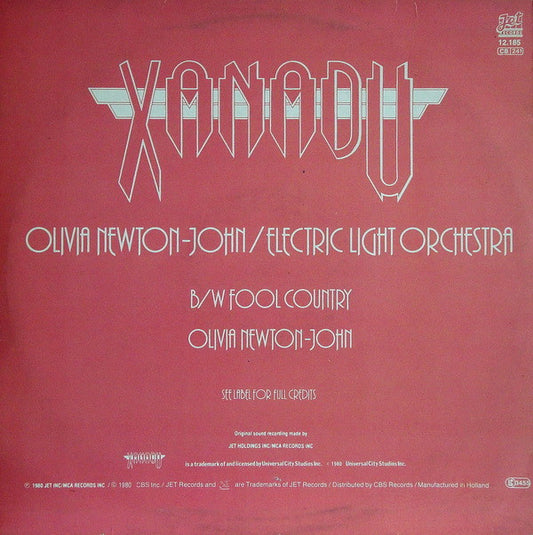 Jet
RECORDS
12.185
XANADU
OLIVIA NEWTON-JOHN / ELECTRIC LIGHT ORCHESTRA
B/W FOOL COUNTRY
OLIVIA NEWTON-JOHN
SEE LABEL FOR FULL CREDITS
Original sound recording made by
JET HOLDINGS INC/MCA RECORDS INC
XANADU
is a trademark of and licensed by Universal City Studios Inc. © 1980 Universal City Studios Inc.
℗ 1980 JET INC/MCA RECORDS INC / © 1980 CBS Inc / JET Records and are Trademarks of JET Records / Distributed by CBS Records / Manufactured in Holland